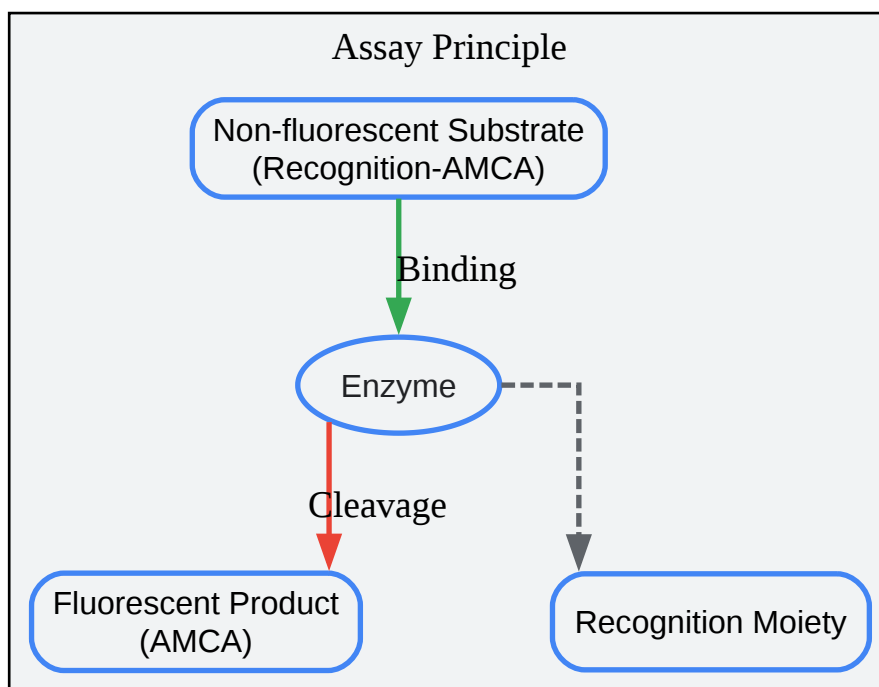 Assay Principle
Non-fluorescent Substrate
(Recognition-AMCA)
Binding
Enzyme
Cleavage
Fluorescent Product
(AMCA)
Recognition Moiety